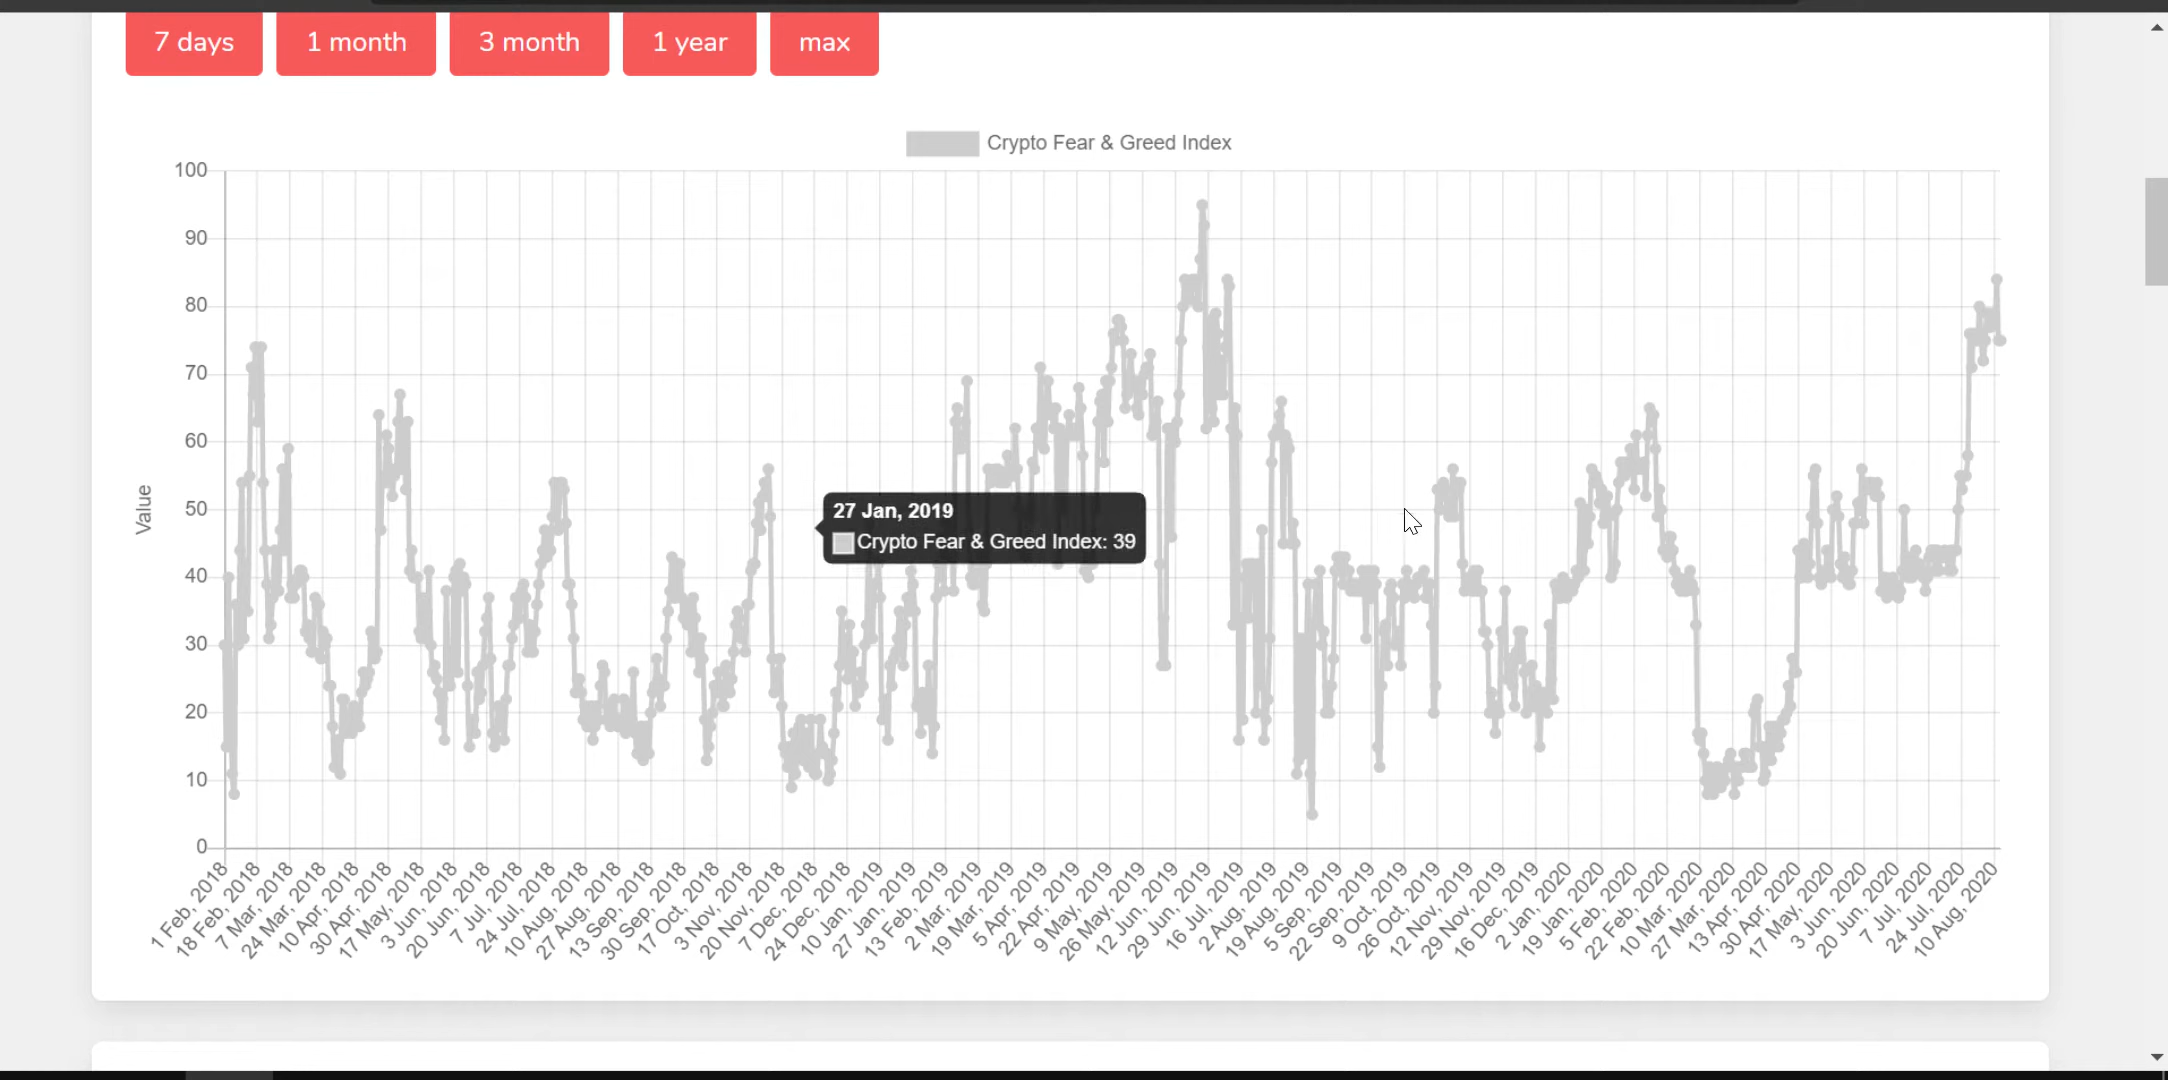 7 days 1 month 3 month 1 year max
Crypto Fear & Greed Index
100
90
80
70
60
50
40
30
20
10
0
Value
27 Jan, 2019
Crypto Fear & Greed Index: 39
1 Feb, 2018
18 Feb, 2018
7 Mar, 2018
24 Mar, 2018
10 Apr, 2018
30 Apr, 2018
17 May, 2018
3 Jun, 2018
20 Jun, 2018
7 Jul, 2018
24 Jul, 2018
10 Aug, 2018
27 Aug, 2018
13 Sep, 2018
30 Sep, 2018
17 Oct, 2018
3 Nov, 2018
20 Nov, 2018
7 Dec, 2018
24 Dec, 2018
10 Jan, 2019
27 Jan, 2019
13 Feb, 2019
2 Mar, 2019
19 Mar, 2019
5 Apr, 2019
22 Apr, 2019
9 May, 2019
26 May, 2019
12 Jun, 2019
29 Jun, 2019
16 Jul, 2019
2 Aug, 2019
19 Aug, 2019
5 Sep, 2019
22 Sep, 2019
9 Oct, 2019
26 Oct, 2019
12 Nov, 2019
29 Nov, 2019
16 Dec, 2019
2 Jan, 2020
19 Jan, 2020
5 Feb, 2020
22 Feb, 2020
10 Mar, 2020
27 Mar, 2020
13 Apr, 2020
30 Apr, 2020
17 May, 2020
3 Jun, 2020
20 Jun, 2020
7 Jul, 2020
24 Jul, 2020
10 Aug, 2020